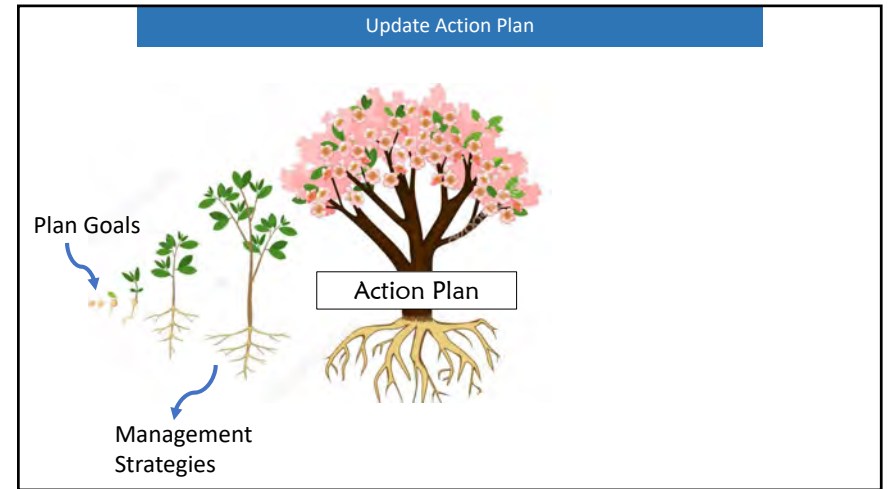 Update Action Plan
Plan Goals
Action Plan
Management
Strategies